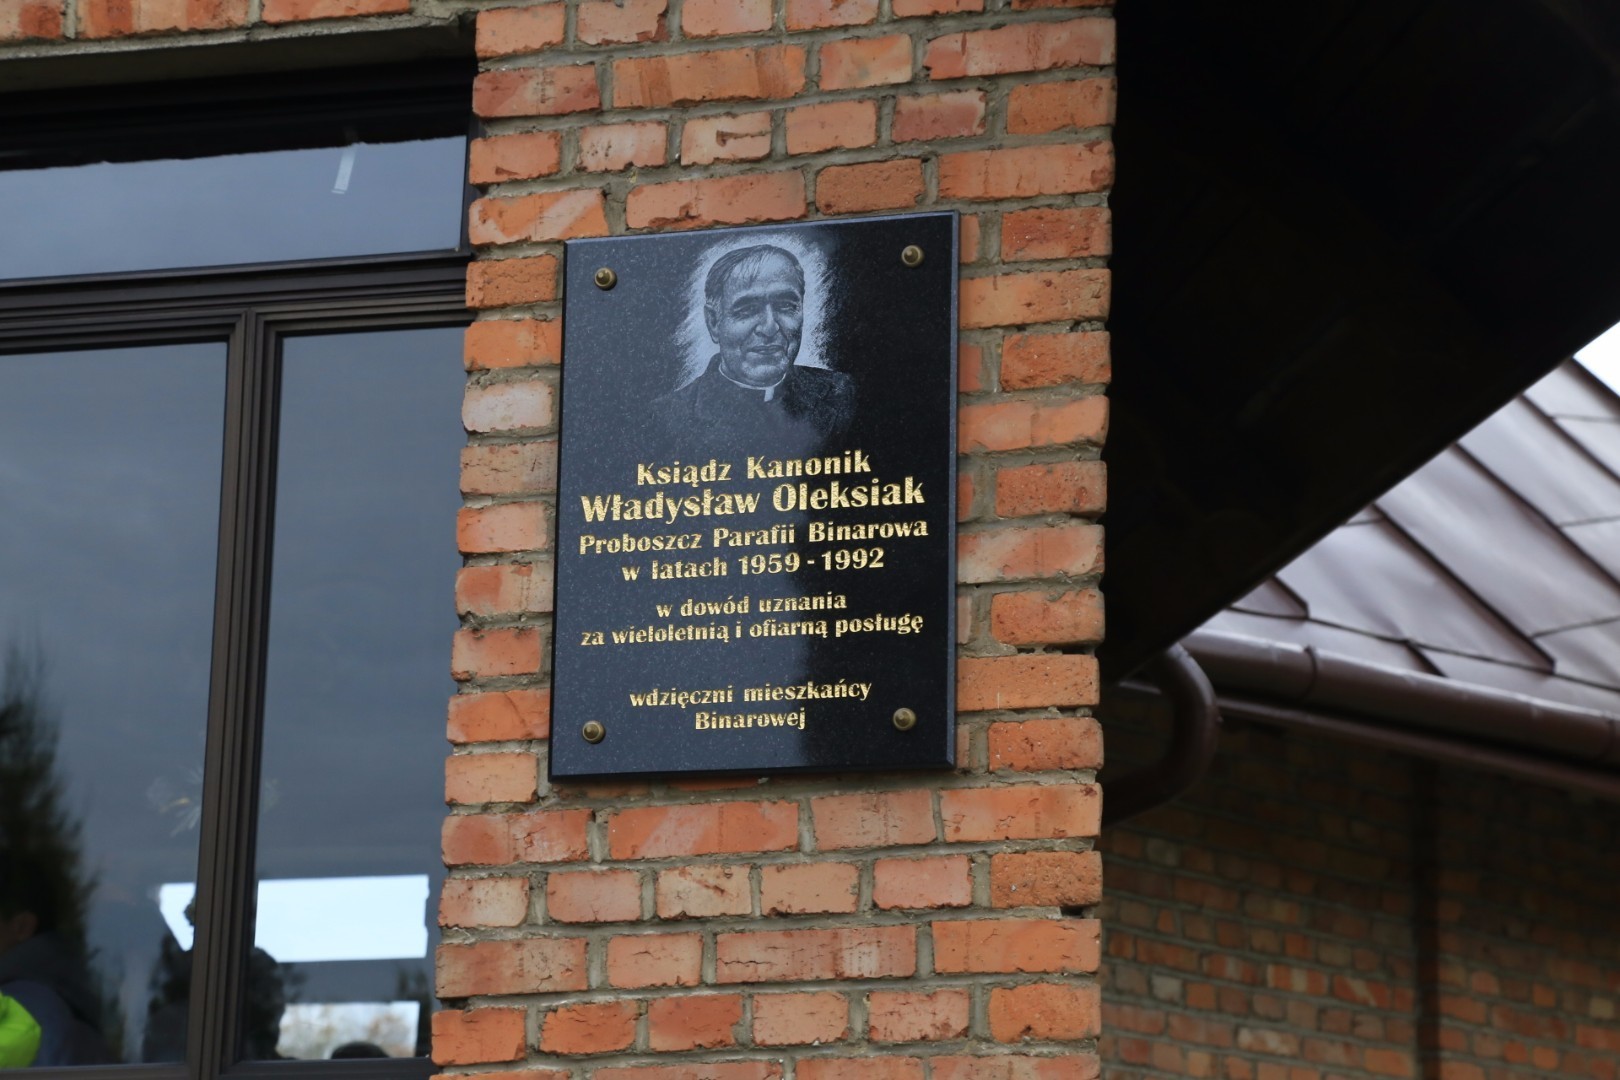 Ksiądz Kanonik
Władysław Oleksiak
Proboszcz Parafii Binarowa
w latach 1959 - 1992
w dowód uznania
za wieloletnią i ofiarną posługę
wdzięczni mieszkańcy
Binarowej